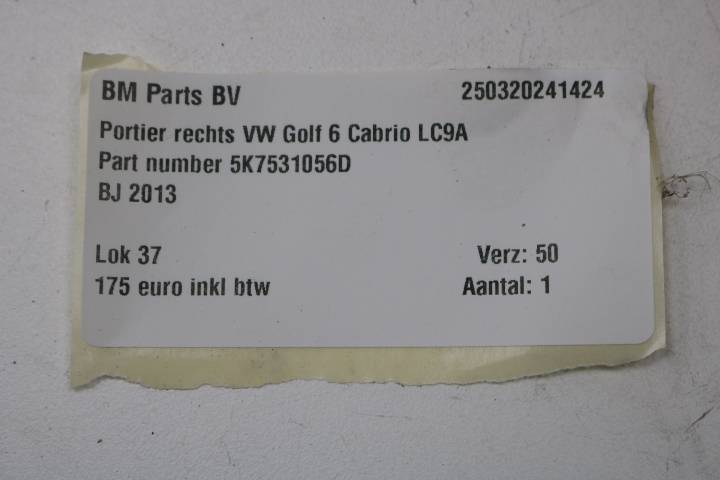 BM Parts BV 250320241424
Portier rechts VW Golf 6 Cabrio LC9A
Part number 5K7531056D
BJ 2013
Lok 37 Verz: 50
175 euro inkl btw Aantal: 1